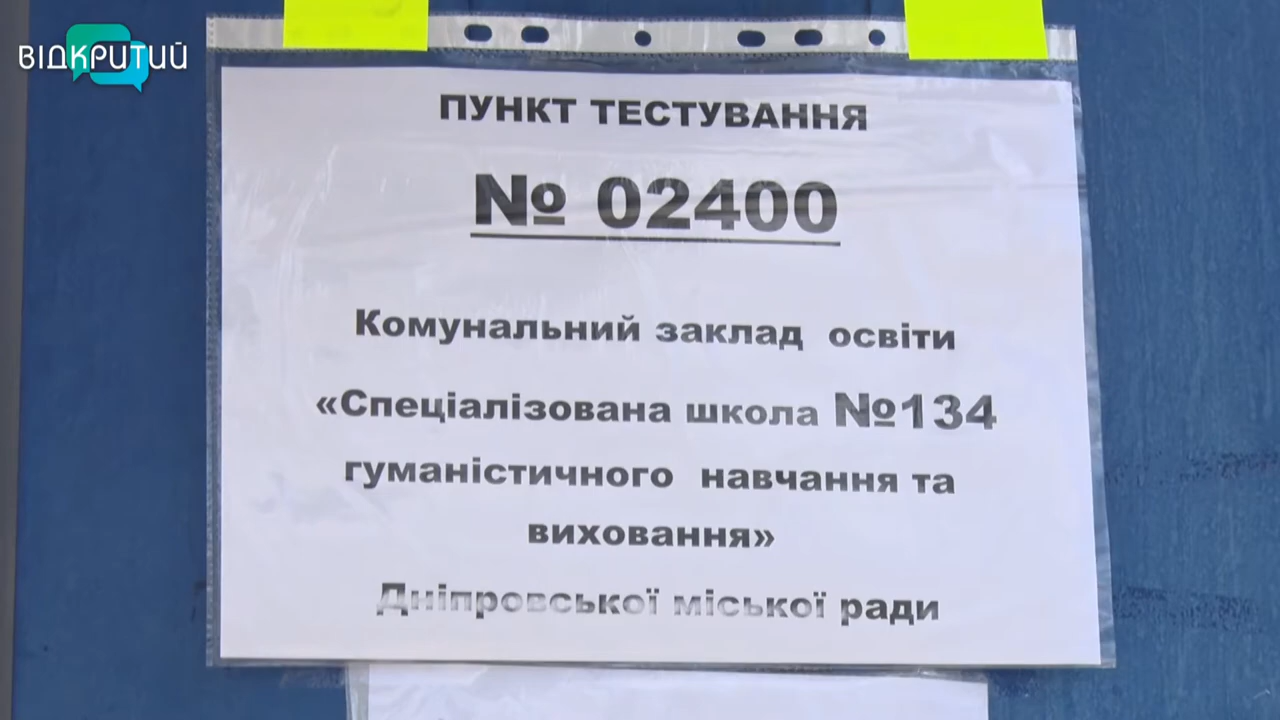 ВІДКРИТИЙ
ПУНКТ ТЕСТУВАННЯ
№ 02400
Комунальний заклад освіти
«Спеціалізована школа №134
гуманістичного навчання та
виховання»
Дніпровської міської ради